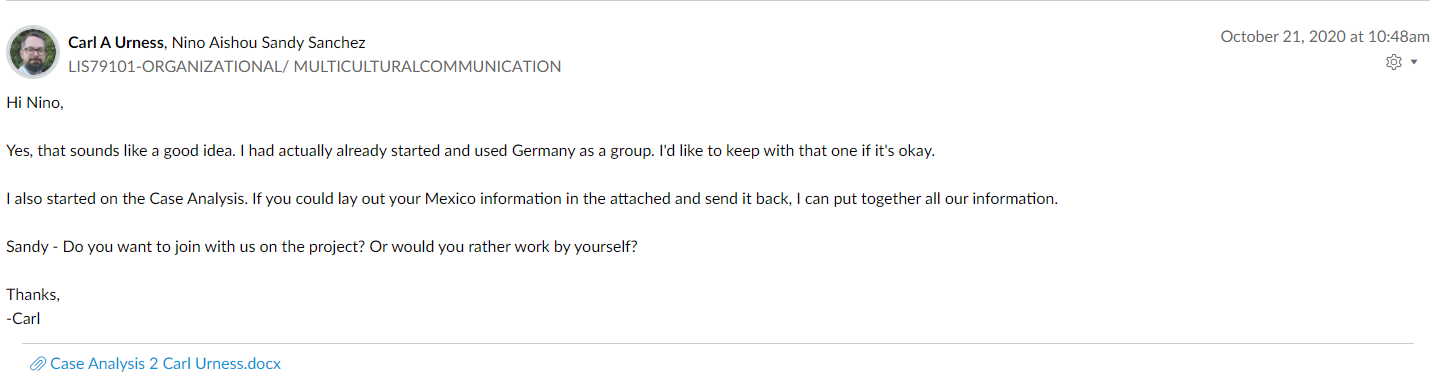 Carl A Urness, Nino Aishou Sandy Sanchez
October 21, 2020 at 10:48am
LIS79101-ORGANIZATIONAL/ MULTICULTURALCOMMUNICATION
Hi Nino,
Yes, that sounds like a good idea. I had actually already started and used Germany as a group. I'd like to keep with that one if it's okay.
I also started on the Case Analysis. If you could lay out your Mexico information in the attached and send it back, I can put together all our information.
Sandy - Do you want to join with us on the project? Or would you rather work by yourself?
Thanks,
-Carl
Case Analysis 2 Carl Urness.docx